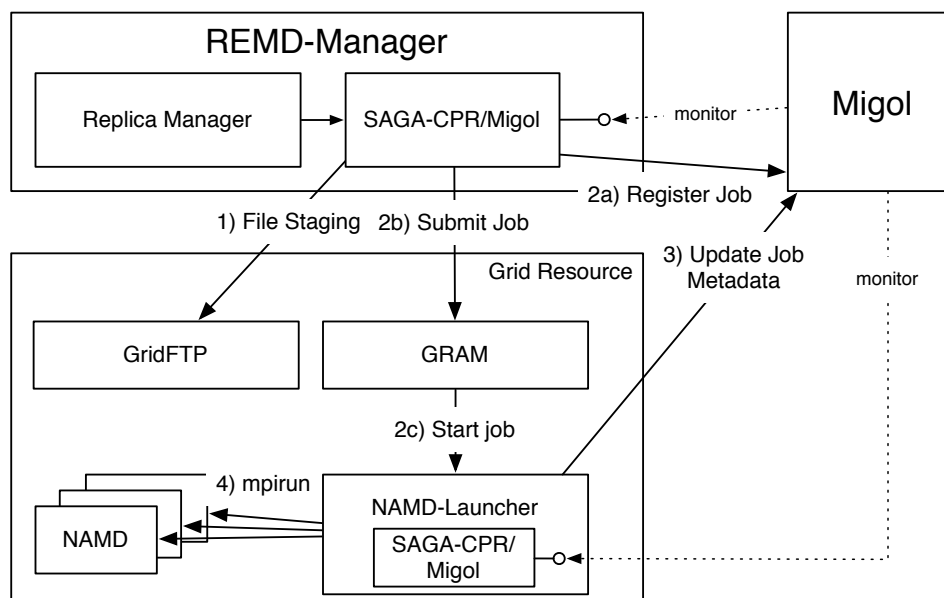 REMD-Manager
Replica Manager
SAGA-CPR/Migol
monitor
Migol
2a) Register Job
1) File Staging
2b) Submit Job
3) Update Job
Metadata
monitor
Grid Resource
GridFTP
GRAM
2c) Start job
4) mpirun
NAMD-Launcher
NAMD
SAGA-CPR/
Migol